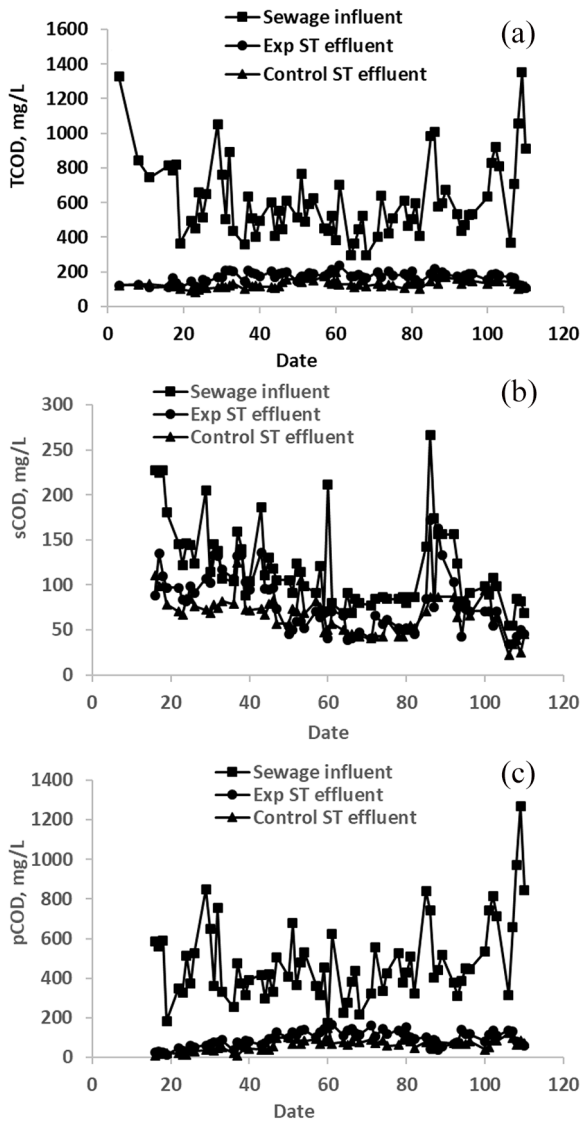 (a)
Sewage influent
Exp ST effluent
Control ST effluent
TCOD, mg/L
1600
1400
1200
1000
800
600
400
200
0
0 20 40 60 80 100 120
Date
(b)
Sewage influent
Exp ST effluent
Control ST effluent
sCOD, mg/L
300
250
200
150
100
50
0
0 20 40 60 80 100 120
Date
(c)
Sewage influent
Exp ST effluent
Control ST effluent
pCOD, mg/L
1400
1200
1000
800
600
400
200
0
0 20 40 60 80 100 120
Date